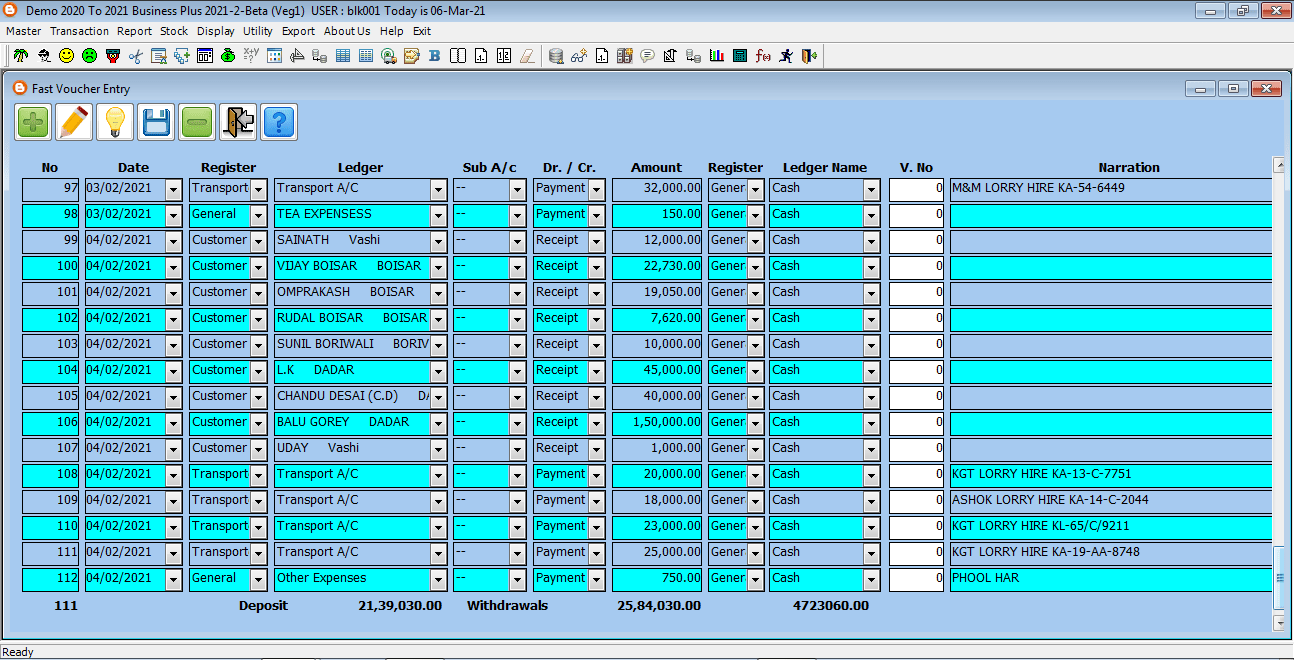 Demo 2020 To 2021 Business Plus 2021-2-Beta (Veg1) USER : blk001 Today is 06-Mar-21
Master Transaction Report Stock Display Utility Export About Us Help Exit
Fast Voucher Entry
No Date Register Ledger Sub A/c Dr. / Cr. Amount Register Ledger Name V. No Narration
97 03/02/2021 Transport Transport A/C -- Payment 32,000.00 Gener Cash 0 M&M LORRY HIRE KA-54-6449
98 03/02/2021 General TEA EXPENSESS -- Payment 150.00 Gener Cash 0
99 04/02/2021 Customer SAINATH Vashi -- Receipt 12,000.00 Gener Cash 0
100 04/02/2021 Customer VIJAY BOISAR BOISAR -- Receipt 22,730.00 Gener Cash 0
101 04/02/2021 Customer OMPRAKASH BOISAR -- Receipt 19,050.00 Gener Cash 0
102 04/02/2021 Customer RUDAL BOISAR BOISAR -- Receipt 7,620.00 Gener Cash 0
103 04/02/2021 Customer SUNIL BORIWALI BORIV -- Receipt 10,000.00 Gener Cash 0
104 04/02/2021 Customer L.K DADAR -- Receipt 45,000.00 Gener Cash 0
105 04/02/2021 Customer CHANDU DESAI (C.D) DA -- Receipt 40,000.00 Gener Cash 0
106 04/02/2021 Customer BALU GOREY DADAR -- Receipt 1,50,000.00 Gener Cash 0
107 04/02/2021 Customer UDAY Vashi -- Receipt 1,000.00 Gener Cash 0
108 04/02/2021 Transport Transport A/C -- Payment 20,000.00 Gener Cash 0 KGT LORRY HIRE KA-13-C-7751
109 04/02/2021 Transport Transport A/C -- Payment 18,000.00 Gener Cash 0 ASHOK LORRY HIRE KA-14-C-2044
110 04/02/2021 Transport Transport A/C -- Payment 23,000.00 Gener Cash 0 KGT LORRY HIRE KL-65/C/9211
111 04/02/2021 Transport Transport A/C -- Payment 25,000.00 Gener Cash 0 KGT LORRY HIRE KA-19-AA-8748
112 04/02/2021 General Other Expenses -- Payment 750.00 Gener Cash 0 PHOOL HAR
111 Deposit 21,39,030.00 Withdrawals 25,84,030.00 4723060.00
Ready